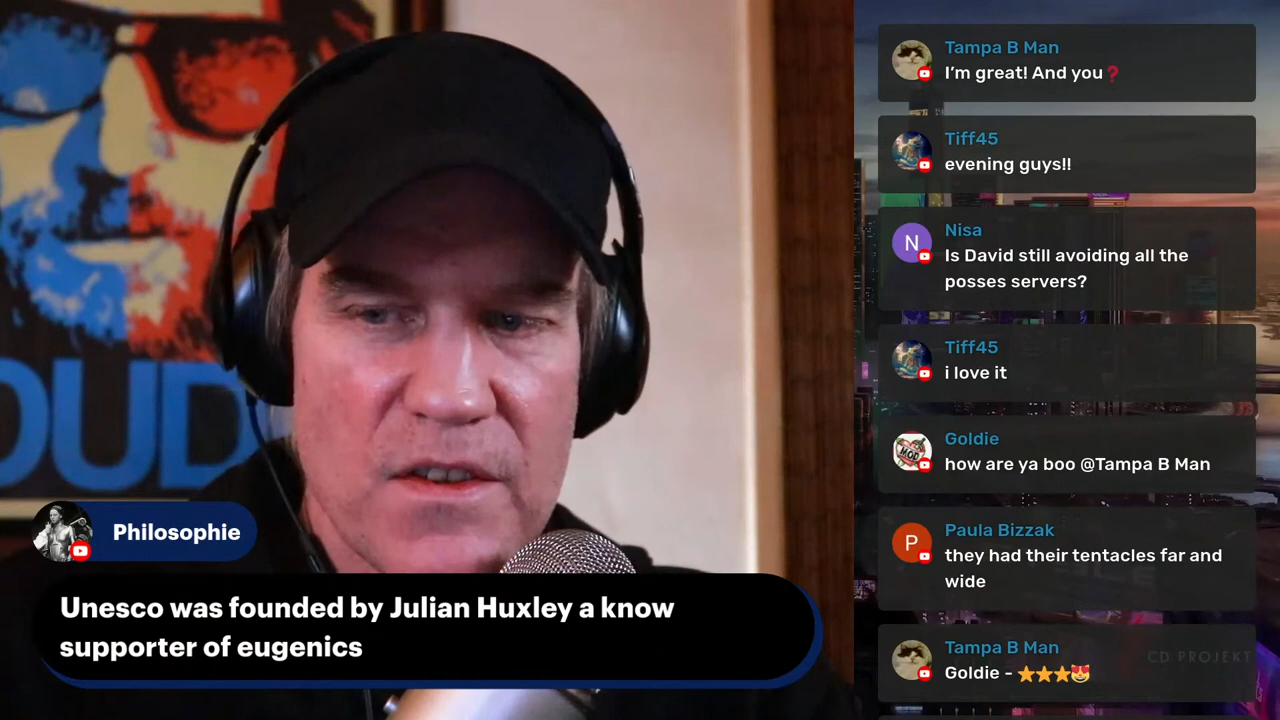 OUD
Philosophie
Unesco was founded by Julian Huxley a know
supporter of eugenics
Tampa B Man
I’m great! And you❓
Tiff45
evening guys!!
N
Nisa
Is David still avoiding all the
posses servers?
Tiff45
i love it
MOD
Goldie
how are ya boo @Tampa B Man
P
Paula Bizzak
they had their tentacles far and
wide
Tampa B Man
Goldie - ⭐⭐⭐😻
CD PROJEKT